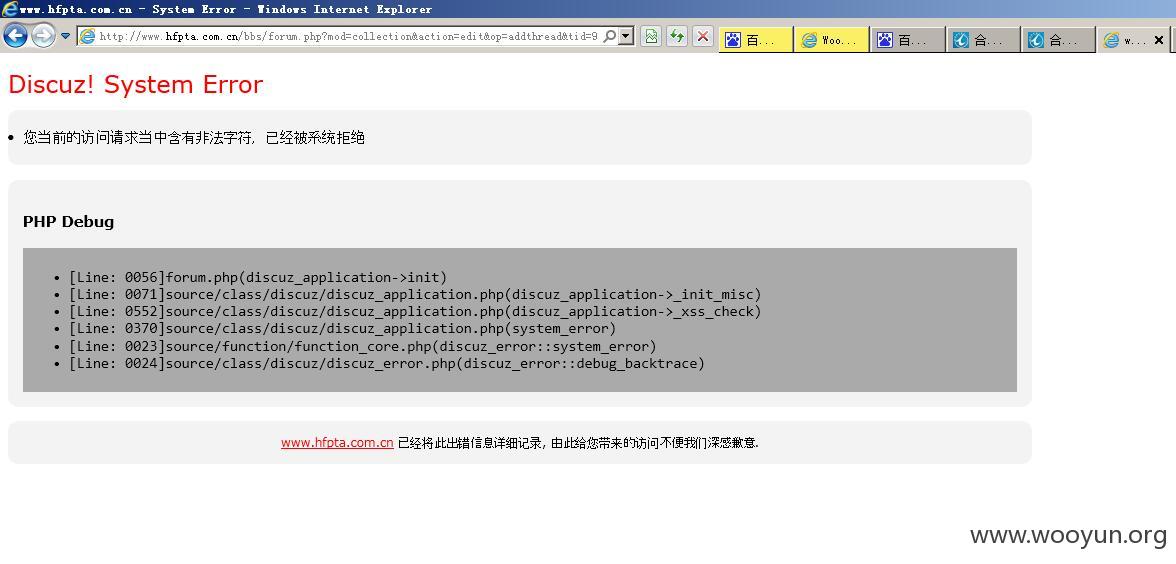 www.hfpta.com.cn - System Error - Windows Internet Explorer
http://www.hfpta.com.cn/bbs/forum.php?mod=collection&action=edit&op=addthread&tid=9
百...
Woo...
百...
合...
合...
w...
Discuz! System Error
您当前的访问请求当中含有非法字符，已经被系统拒绝
PHP Debug
[Line: 0056]forum.php(discuz_application->init)
[Line: 0071]source/class/discuz/discuz_application.php(discuz_application->_init_misc)
[Line: 0552]source/class/discuz/discuz_application.php(discuz_application->_xss_check)
[Line: 0370]source/class/discuz/discuz_application.php(system_error)
[Line: 0023]source/function/function_core.php(discuz_error::system_error)
[Line: 0024]source/class/discuz/discuz_error.php(discuz_error::debug_backtrace)
www.hfpta.com.cn 已经将此出错信息详细记录, 由此给您带来的访问不便我们深感歉意.
www.wooyun.org